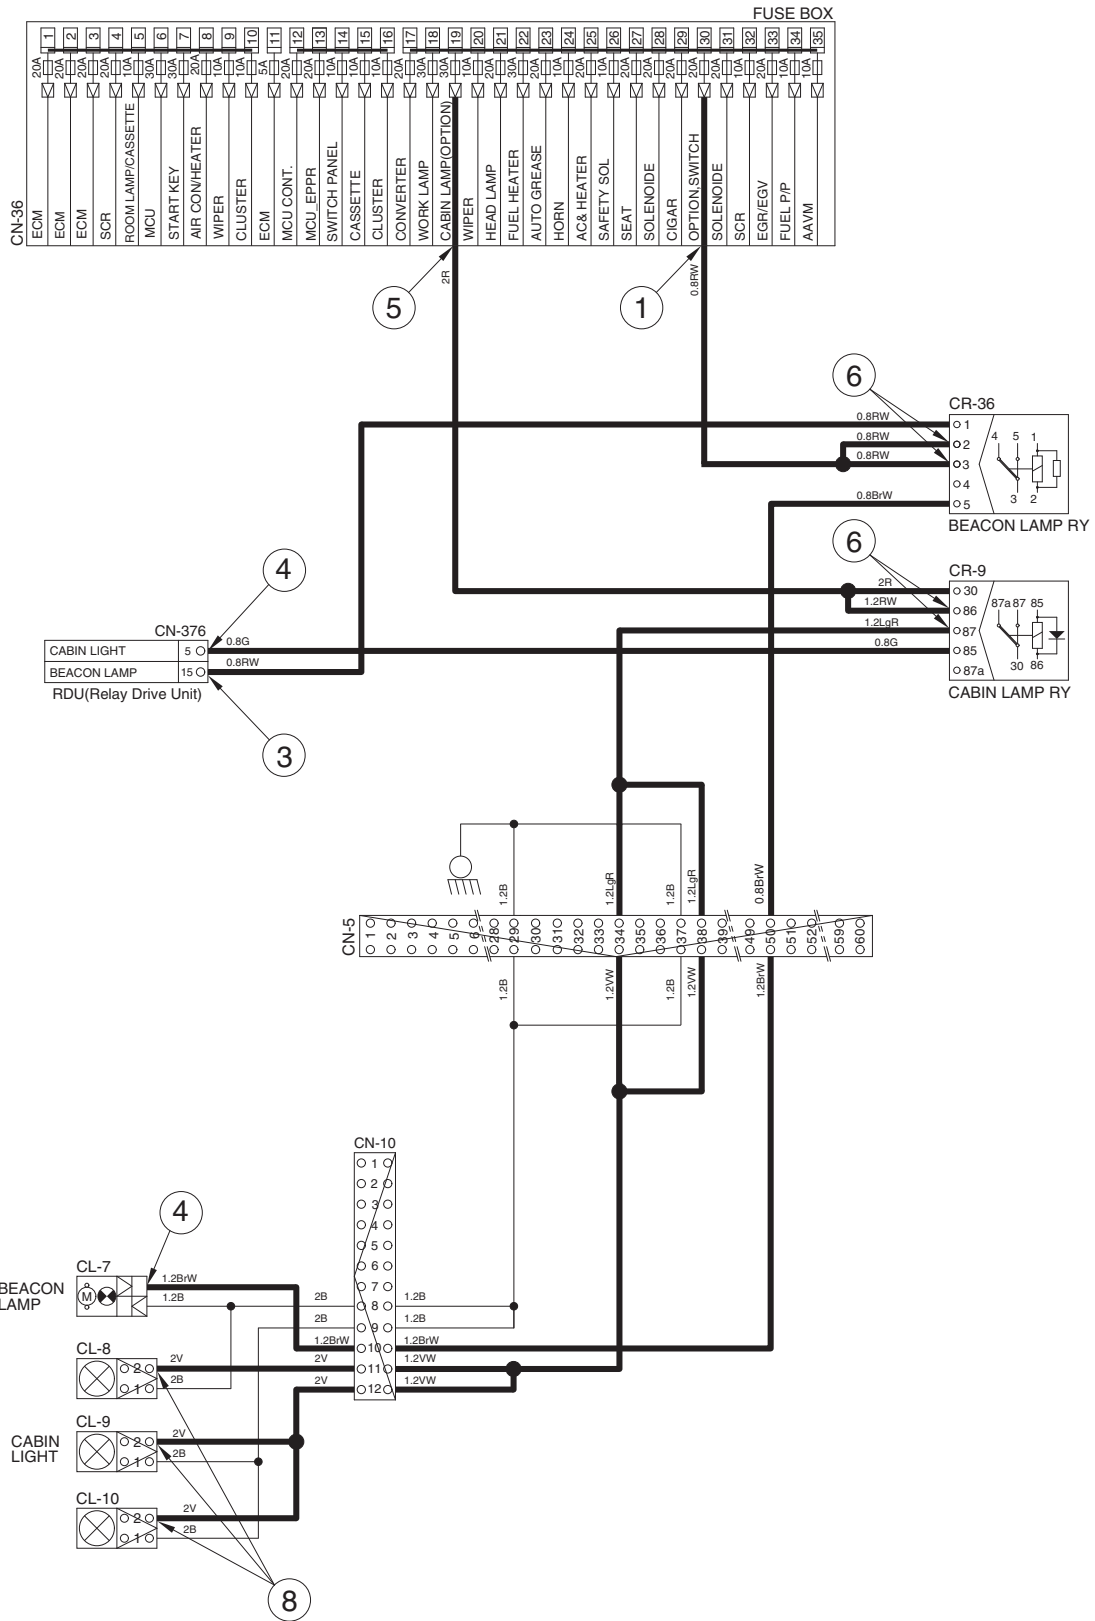 FUSE BOX
1 2 3 4 5 6 7 8 9 10 11 12 13 14 15 16 17 18 19 20 21 22 23 24 25 26 27 28 29 30 31 32 33 34 35
20A 20A 20A 10A 30A 30A 20A 10A 10A 5A 20A 20A 10A 10A 10A 20A 30A 30A 10A 20A 30A 20A 10A 10A 20A 10A 20A 20A 20A 20A 20A 10A 20A 10A 10A
CN-36
ECM
ECM
ECM
SCR
ROOM LAMP/CASSETTE
MCU
START KEY
AIR CON/HEATER
WIPER
CLUSTER
ECM
MCU CONT.
MCU_EPPR
SWITCH PANEL
CASSETTE
CLUSTER
CONVERTER
WORK LAMP
CABIN LAMP(OPTION)
WIPER
HEAD LAMP
FUEL HEATER
AUTO GREASE
HORN
AC& HEATER
SAFETY SOL
SEAT
SOLENOIDE
CIGAR
OPTION,SWITCH
SOLENOIDE
SCR
EGR/EGV
FUEL P/P
AAVM
2R
0.8RW
5
1
6
CR-36
0.8RW
1
0.8RW
2
0.8RW
3
4
0.8BrW
5
4 5 1
3 2
BEACON LAMP RY
6
CR-9
2R
30
1.2RW
86
1.2LgR
87
0.8G
85
87a
87a 87 85
30 86
CABIN LAMP RY
4
CN-376
CABIN LIGHT 5 0.8G
BEACON LAMP 15 0.8RW
RDU(Relay Drive Unit)
3
1.2B 1.2LgR 1.2B 1.2LgR 0.8BrW
CN-5
1 2 3 4 5 6 28 29 30 31 32 33 34 35 36 37 38 39 49 50 51 52 59 60
1.2B 1.2VW 1.2B 1.2VW 1.2BrW
CN-10
1
2
3
4
5
6
7
2B 8 1.2B
2B 9 1.2B
1.2BrW 10 1.2BrW
2V 11 1.2VW
2V 12 1.2VW
4
CL-7
BEACON
LAMP
M
1.2BrW
1.2B
CL-8
2 2V
1 2B
CL-9
CABIN
LIGHT
2 2V
1 2B
CL-10
2 2V
1 2B
8